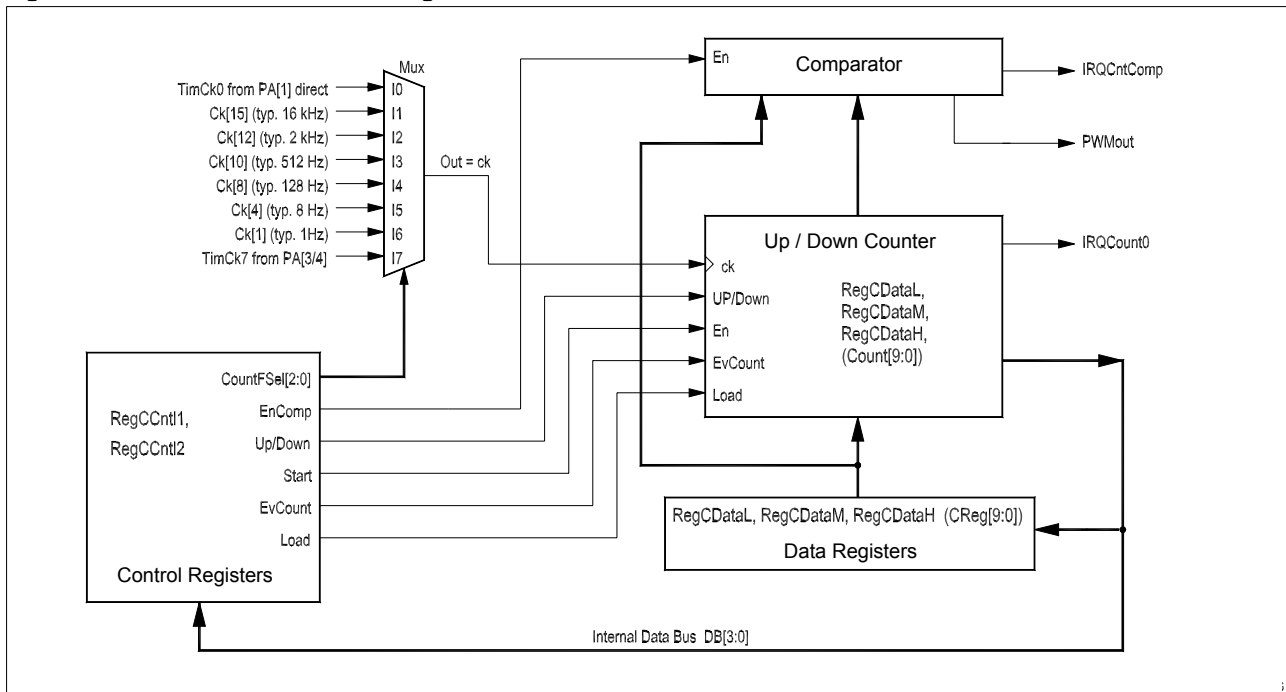 Mux
TimCk0 from PA[1] direct
I0
Ck[15] (typ. 16 kHz)
I1
Ck[12] (typ. 2 kHz)
I2
Ck[10] (typ. 512 Hz)
I3
Ck[8] (typ. 128 Hz)
I4
Ck[4] (typ. 8 Hz)
I5
Ck[1] (typ. 1Hz)
I6
TimCk7 from PA[3/4]
I7
Out = ck
En
Comparator
IRQCntComp
PWMout
Up / Down Counter
IRQCount0
ck
UP/Down
En
EvCount
Load
RegCDataL,
RegCDataM,
RegCDataH,
(Count[9:0])
CountFSel[2:0]
EnComp
Up/Down
Start
EvCount
Load
RegCCntl1,
RegCCntl2
Control Registers
RegCDataL, RegCDataM, RegCDataH (CReg[9:0])
Data Registers
Internal Data Bus DB[3:0]